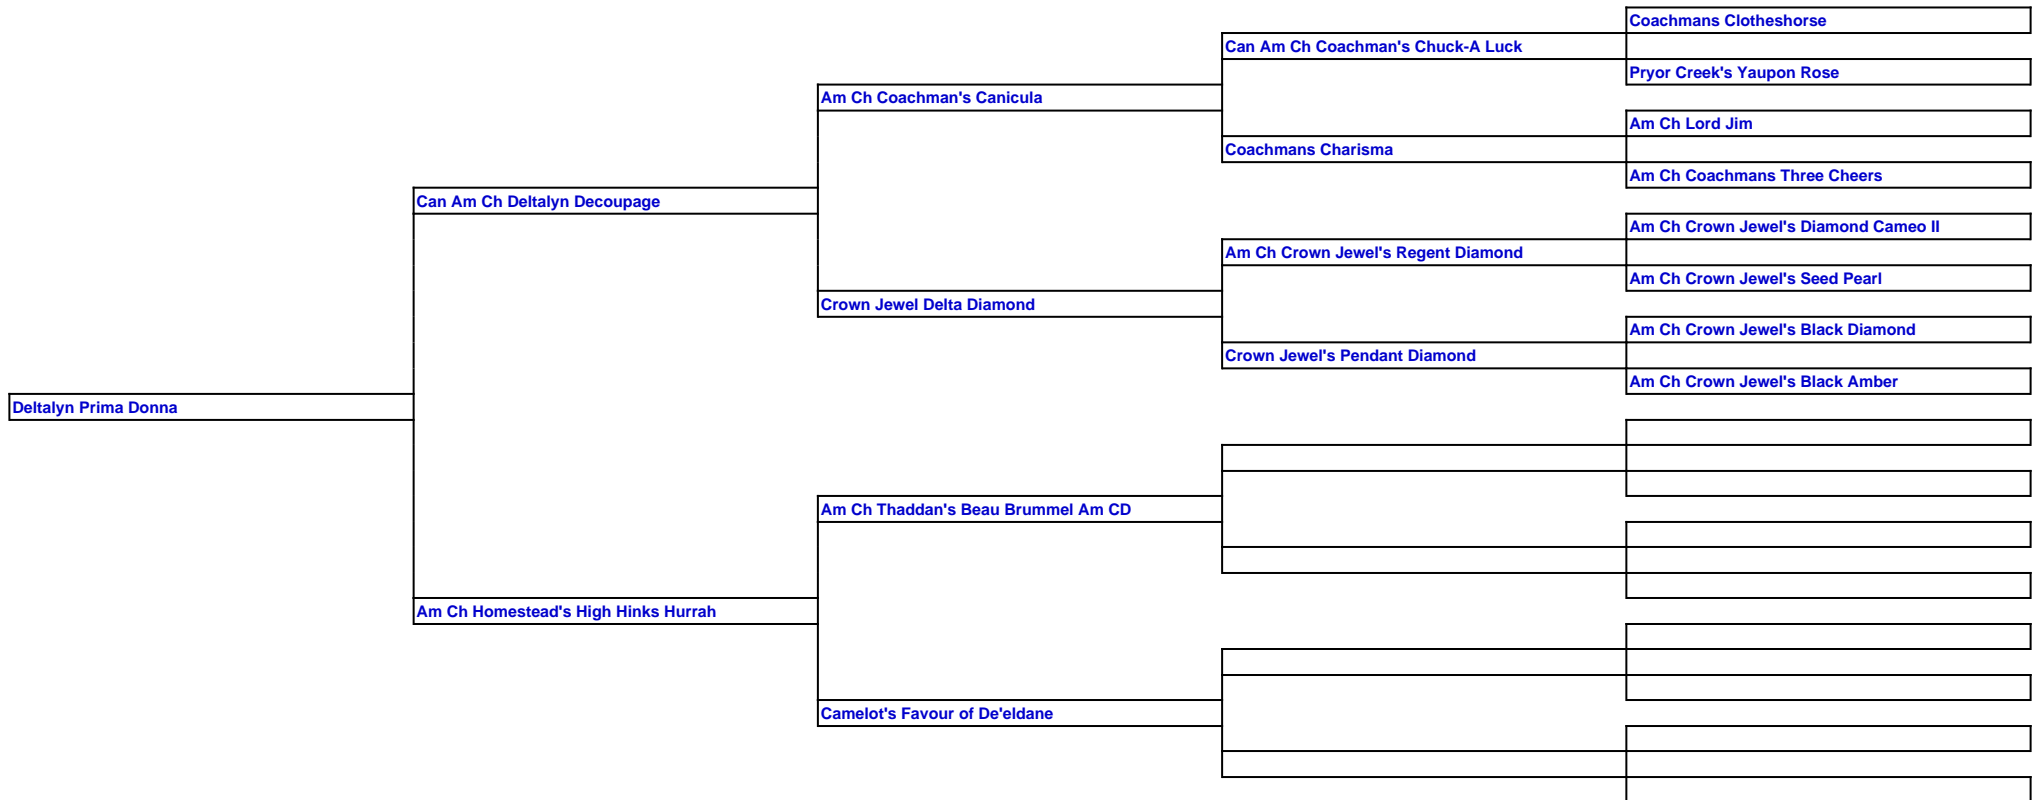 Coachmans Clotheshorse
Can Am Ch Coachman's Chuck-A Luck
Pryor Creek's Yaupon Rose
Am Ch Coachman's Canicula
Am Ch Lord Jim
Coachmans Charisma
Am Ch Coachmans Three Cheers
Can Am Ch Deltalyn Decoupage
Am Ch Crown Jewel's Diamond Cameo II
Am Ch Crown Jewel's Regent Diamond
Am Ch Crown Jewel's Seed Pearl
Crown Jewel Delta Diamond
Am Ch Crown Jewel's Black Diamond
Crown Jewel's Pendant Diamond
Am Ch Crown Jewel's Black Amber
Deltalyn Prima Donna
Am Ch Thaddan's Beau Brummel Am CD
Am Ch Homestead's High Hinks Hurrah
Camelot's Favour of De'eldane